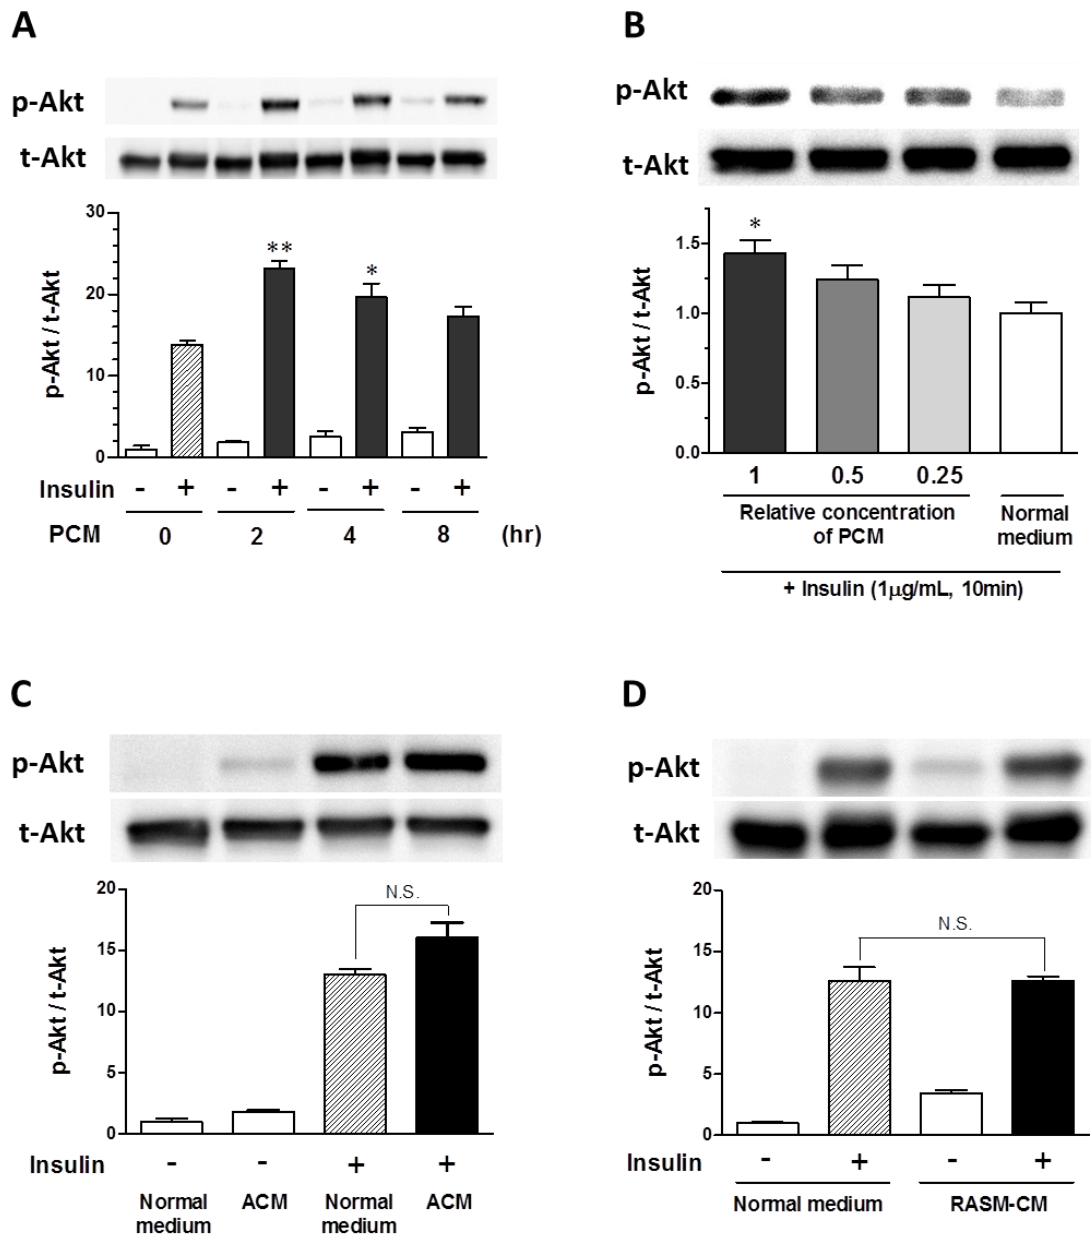 A
p-Akt
t-Akt
p-Akt / t-Akt
30
20
10
0
**
*
Insulin - + - + - + - +
PCM 0 2 4 8 (hr)
B
p-Akt
t-Akt
p-Akt / t-Akt
1.5
1.0
0.5
0.0
*
1 0.5 0.25
Relative concentration
of PCM
Normal
medium
+ Insulin (1μg/mL, 10min)
C
p-Akt
t-Akt
p-Akt / t-Akt
20
15
10
5
0
N.S.
Insulin - - + +
Normal
medium
ACM
Normal
medium
ACM
D
p-Akt
t-Akt
p-Akt / t-Akt
20
15
10
5
0
N.S.
Insulin - + - +
Normal medium RASM-CM